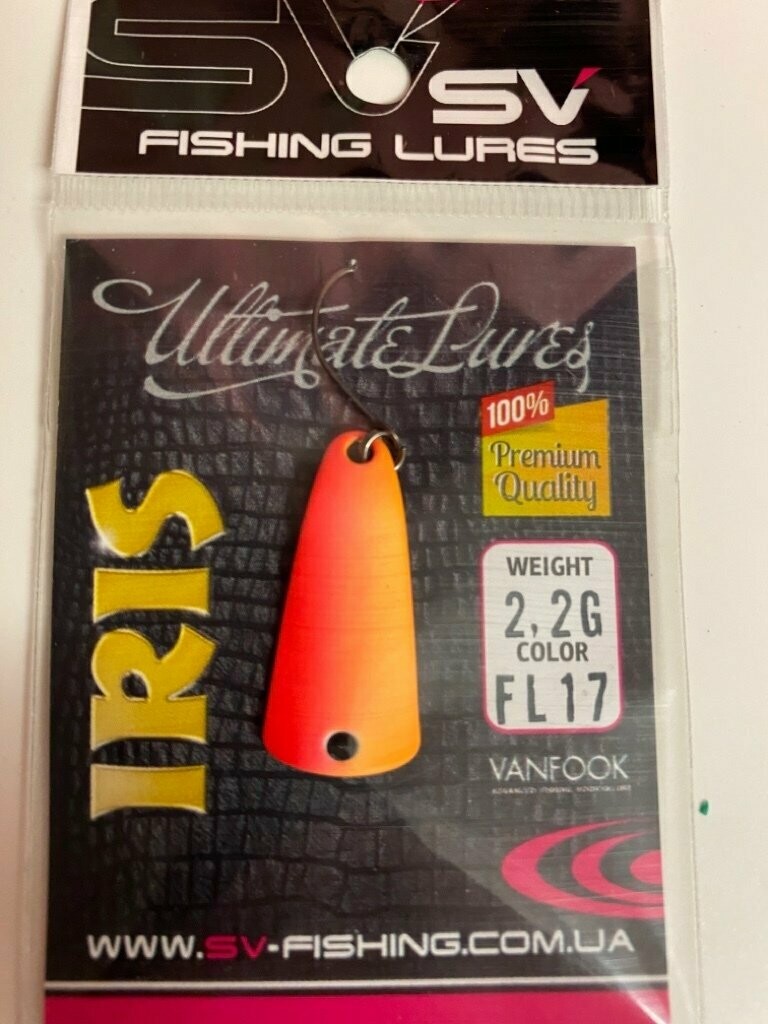 SV
SV
FISHING LURES
Ultimate Lures
100%
Premium
Quality
IRIS
WEIGHT
2,2G
COLOR
FL17
VANFOOK
WWW.SV-FISHING.COM.UA